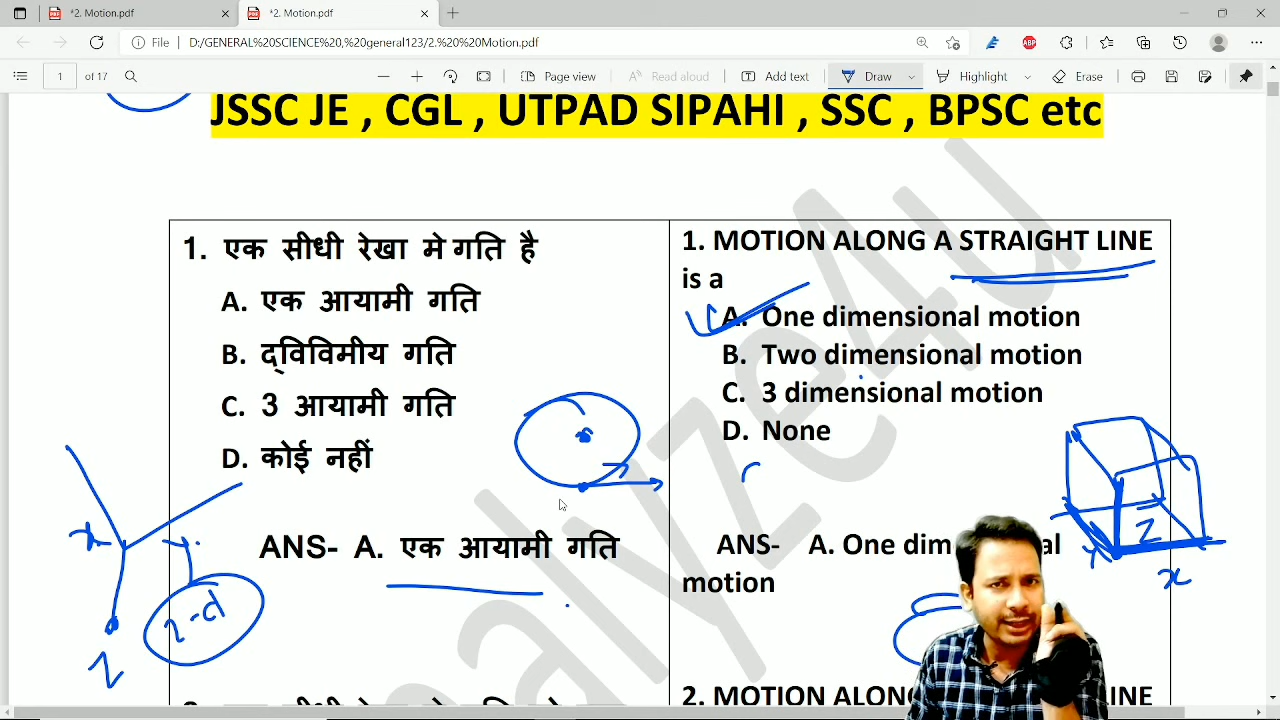 *2. Motion.pdf
*2. Motion.pdf
File
D:/GENERAL%20SCIENCE%20,%20general123/2.%20%20Motion.pdf
1
of 17
Page view
Read aloud
Add text
Draw
Highlight
Erase
JSSC JE , CGL , UTPAD SIPAHI , SSC , BPSC etc
1. एक सीधी रेखा मे गति है
A. एक आयामी गति
B. द्विविमीय गति
C. 3 आयामी गति
D. कोई नहीं
ANS- A. एक आयामी गति
1. MOTION ALONG A STRAIGHT LINE
is a
A. One dimensional motion
B. Two dimensional motion
C. 3 dimensional motion
D. None
ANS- A. One dim al
motion
2. MOTION ALONG LINE
x
y
z
2-d
Z
Y
x
alyze4u